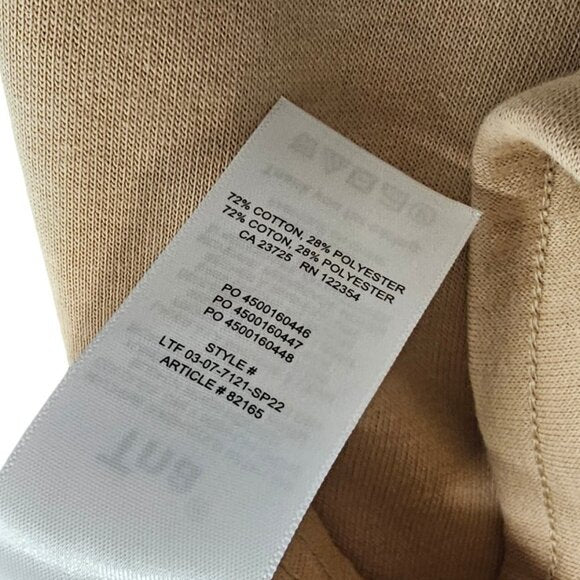 72% COTTON, 28% POLYESTER
72% COTON, 28% POLYESTER
CA 23725 RN 122354
PO 4500160446
PO 4500160447
PO 4500160448
STYLE #
LTF 03-07-7121-SP22
ARTICLE # 82165